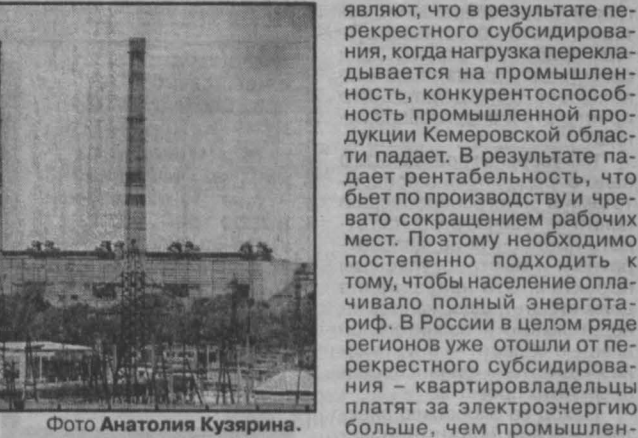 являют, что в результате пе-
рекрестного субсидирова-
ния, когда нагрузка перекла-
дывается на промышлен-
ность, конкурентоспособ-
ность промышленной про-
дукции Кемеровской облас-
ти падает. В результате па-
дает рентабельность, что
бьет по производству и чре-
вато сокращением рабочих
мест. Поэтому необходимо
постепенно подходить к
тому, чтобы население опла-
чивало полный энергота-
риф. В России в целом ряде
регионов уже отошли от пе-
рекрестного субсидирова-
ния – квартировладельцы
платят за электроэнергию
больше, чем промышлен-
Фото Анатолия Кузярина.